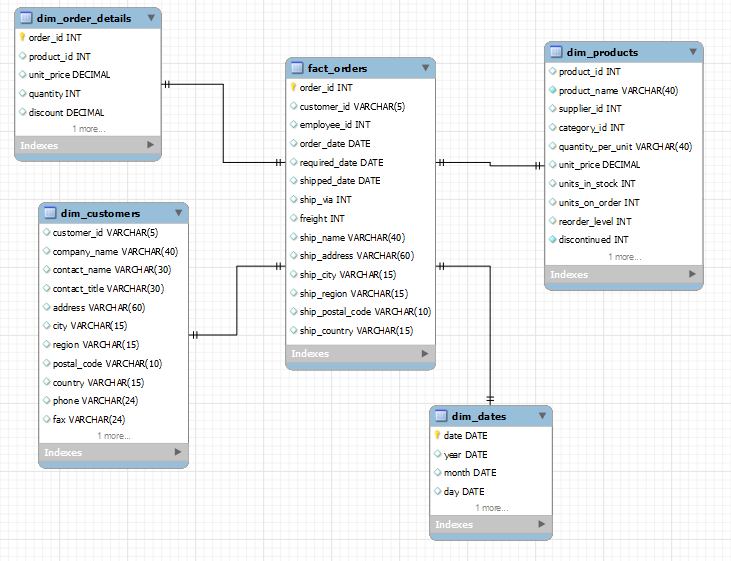 dim_order_details
order_id INT
product_id INT
unit_price DECIMAL
quantity INT
discount DECIMAL
1 more...
Indexes
fact_orders
order_id INT
customer_id VARCHAR(5)
employee_id INT
order_date DATE
required_date DATE
shipped_date DATE
ship_via INT
freight INT
ship_name VARCHAR(40)
ship_address VARCHAR(60)
ship_city VARCHAR(15)
ship_region VARCHAR(15)
ship_postal_code VARCHAR(10)
ship_country VARCHAR(15)
Indexes
dim_products
product_id INT
product_name VARCHAR(40)
supplier_id INT
category_id INT
quantity_per_unit VARCHAR(40)
unit_price DECIMAL
units_in_stock INT
units_on_order INT
reorder_level INT
discontinued INT
1 more...
Indexes
dim_customers
customer_id VARCHAR(5)
company_name VARCHAR(40)
contact_name VARCHAR(30)
contact_title VARCHAR(30)
address VARCHAR(60)
city VARCHAR(15)
region VARCHAR(15)
postal_code VARCHAR(10)
country VARCHAR(15)
phone VARCHAR(24)
fax VARCHAR(24)
1 more...
Indexes
dim_dates
date DATE
year DATE
month DATE
day DATE
1 more...
Indexes